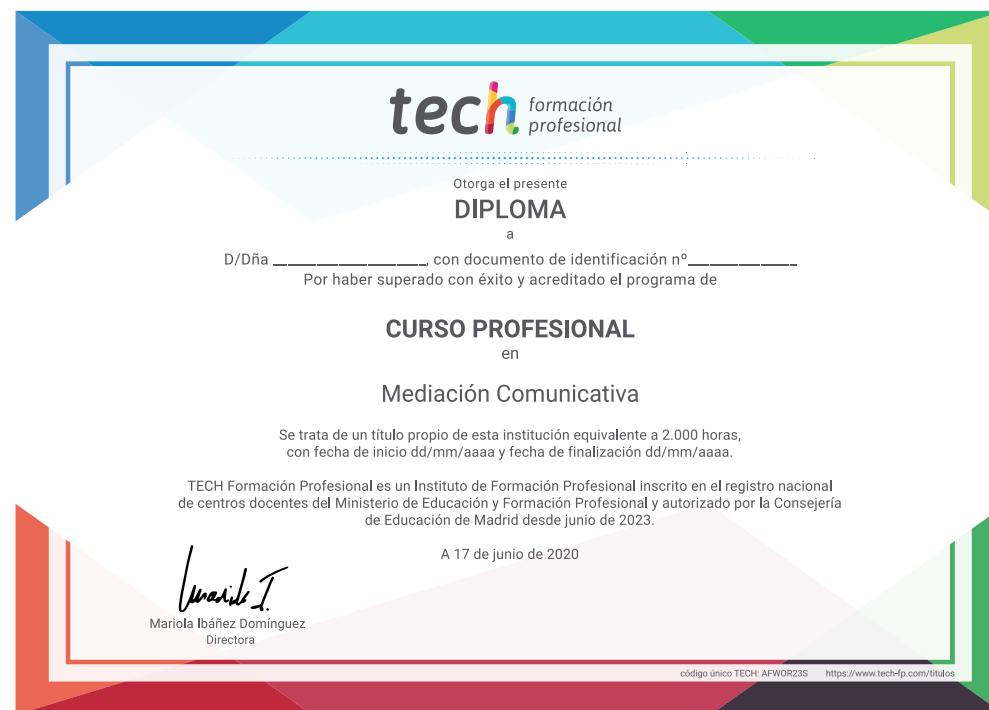 tech formación
profesional
Otorga el presente
DIPLOMA
a
D/Dña ____________________, con documento de identificación nº______________
Por haber superado con éxito y acreditado el programa de
CURSO PROFESIONAL
en
Mediación Comunicativa
Se trata de un título propio de esta institución equivalente a 2.000 horas,
con fecha de inicio dd/mm/aaaa y fecha de finalización dd/mm/aaaa.
TECH Formación Profesional es un Instituto de Formación Profesional inscrito en el registro nacional
de centros docentes del Ministerio de Educación y Formación Profesional y autorizado por la Consejería
de Educación de Madrid desde junio de 2023.
A 17 de junio de 2020
Mariola Ibáñez Domínguez
Directora
código único TECH: AFWOR23S https://www.tech-fp.com/titulos